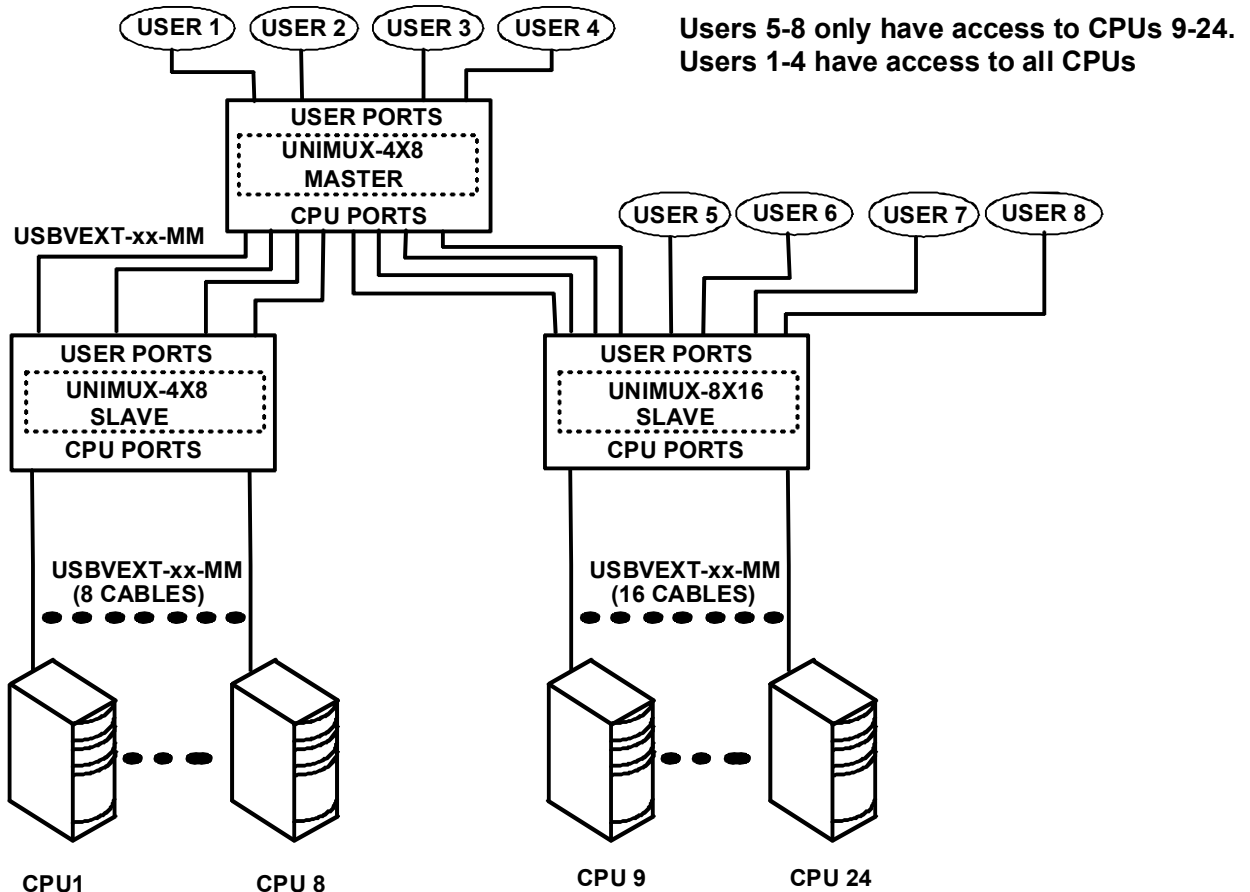 USER 1
USER 2
USER 3
USER 4
Users 5-8 only have access to CPUs 9-24.
Users 1-4 have access to all CPUs
USER PORTS
UNIMUX-4X8
MASTER
CPU PORTS
USBVEXT-xx-MM
USER 5
USER 6
USER 7
USER 8
USER PORTS
UNIMUX-4X8
SLAVE
CPU PORTS
USER PORTS
UNIMUX-8X16
SLAVE
CPU PORTS
USBVEXT-xx-MM
(8 CABLES)
USBVEXT-xx-MM
(16 CABLES)
CPU1
CPU 8
CPU 9
CPU 24